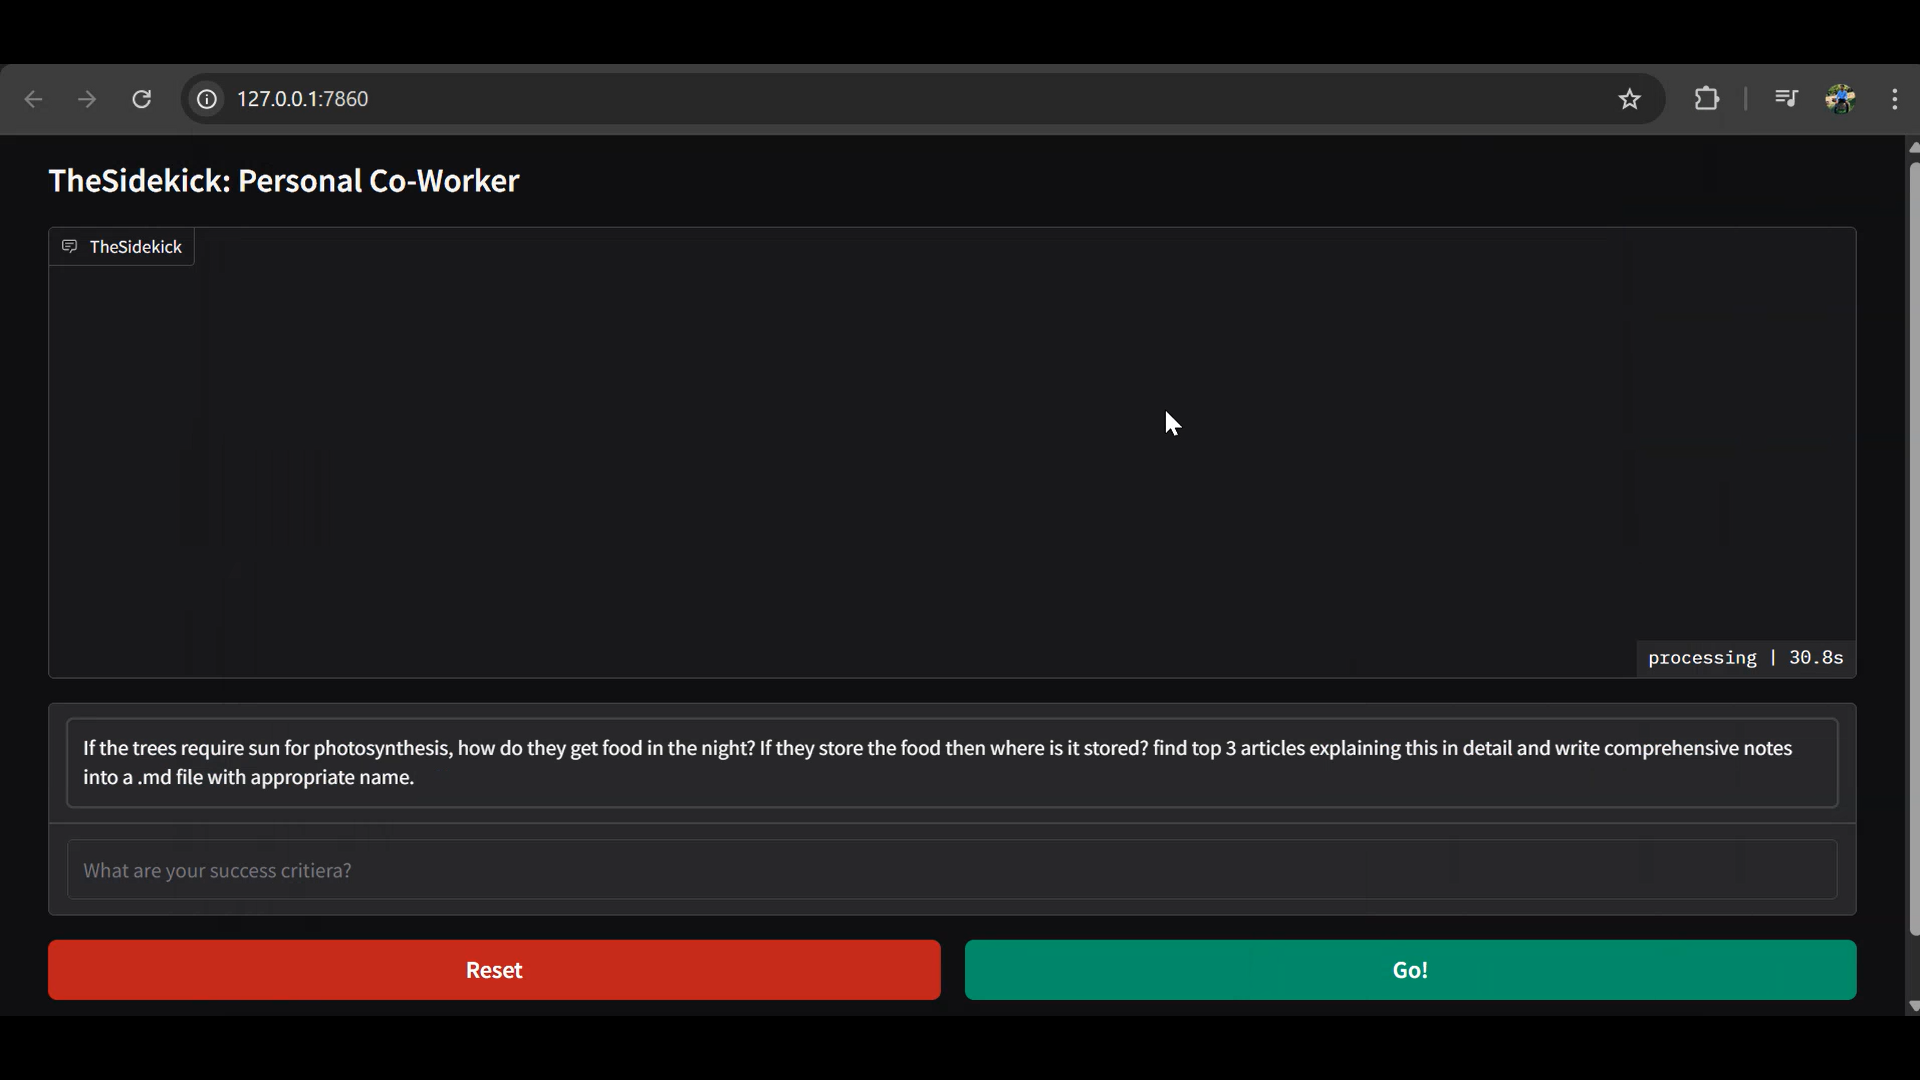 127.0.0.1:7860
TheSidekick: Personal Co-Worker
TheSidekick
processing | 30.8s
If the trees require sun for photosynthesis, how do they get food in the night? If they store the food then where is it stored? find top 3 articles explaining this in detail and write comprehensive notes
into a .md file with appropriate name.
What are your success critiera?
Reset
Go!